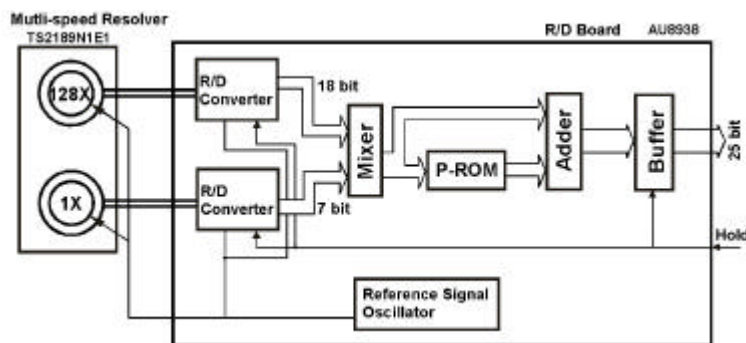 Mutli-speed Resolver
TS2189N1E1
R/D Board AU8938
128X
R/D
Converter
18 bit
Mixer
P-ROM
Adder
Buffer
25 bit
1X
R/D
Converter
7 bit
Hold
Reference Signal
Oscillator